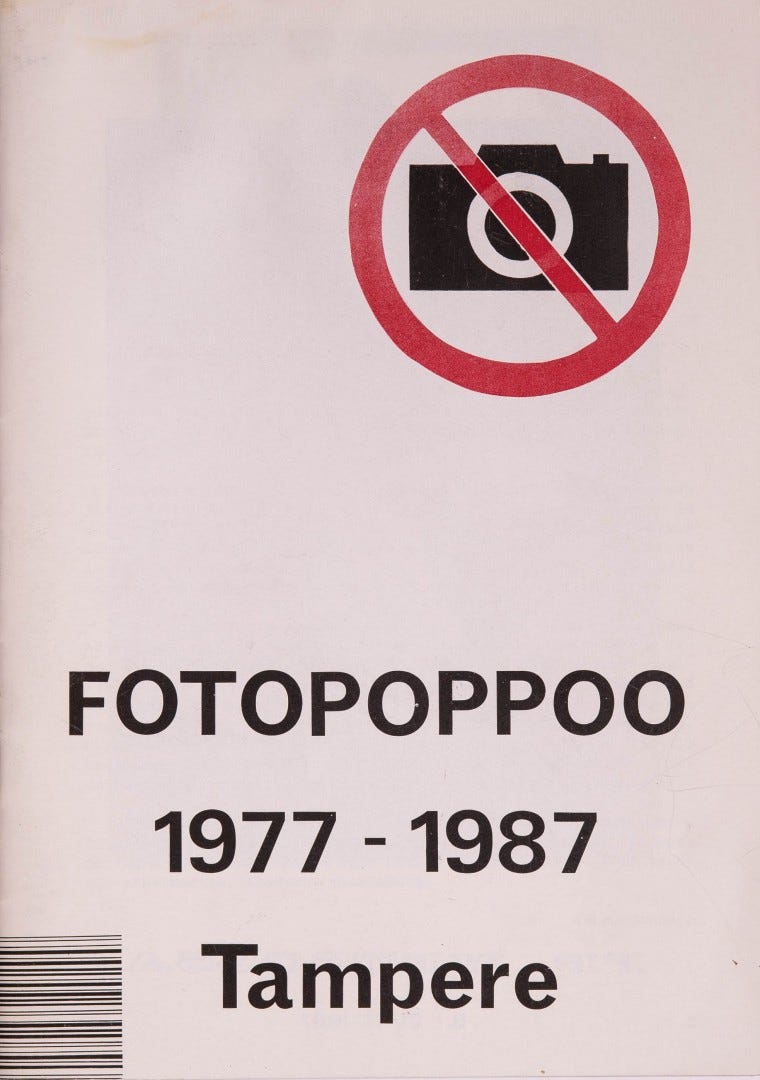 FOTOPOPPOO
1977 - 1987
Tampere